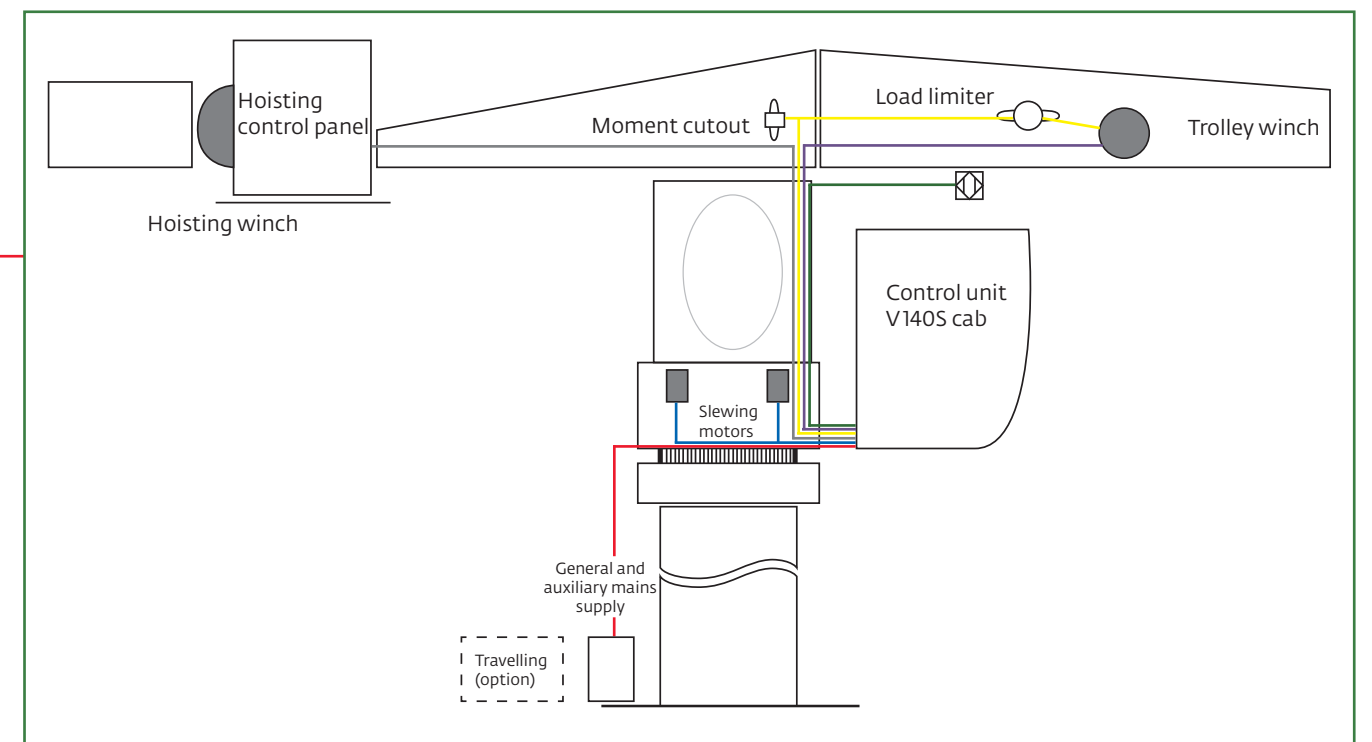 Hoisting
control panel
Moment cutout
Load limiter
Trolley winch
Hoisting winch
Control unit
V140S cab
Slewing
motors
General and
auxiliary mains
supply
Travelling
(option)